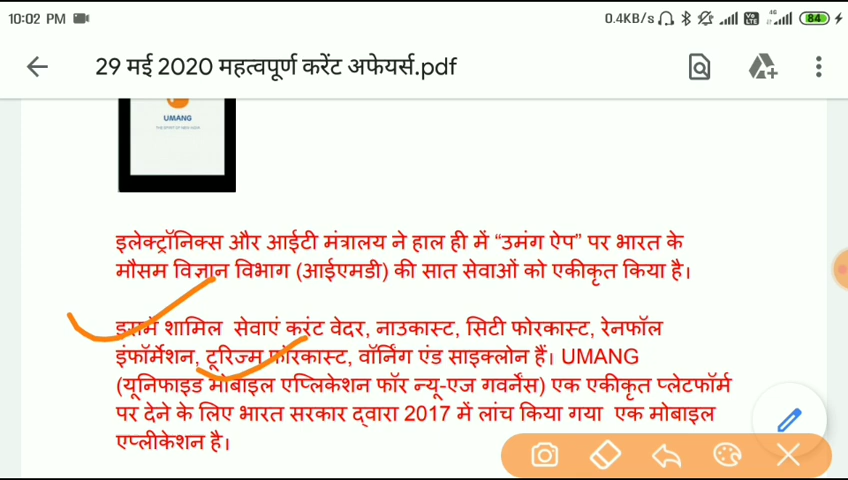 10:02 PM 0.4KB/s 4G 84
29 मई 2020 महत्वपूर्ण करेंट अफेयर्स.pdf
UMANG
इलेक्ट्रॉनिक्स और आईटी मंत्रालय ने हाल ही में “उमंग ऐप” पर भारत के
मौसम विज्ञान विभाग (आईएमडी) की सात सेवाओं को एकीकृत किया है।
इसमें शामिल सेवाएं करंट वेदर, नाउकास्ट, सिटी फोरकास्ट, रेनफॉल
इंफॉर्मेशन, टूरिज्म फोरकास्ट, वॉर्निंग एंड साइक्लोन हैं। UMANG
(यूनिफाइड मोबाइल एप्लिकेशन फॉर न्यू-एज गवर्नेंस) एक एकीकृत प्लेटफॉर्म
पर देने के लिए भारत सरकार द्वारा 2017 में लांच किया गया एक मोबाइल
एप्लीकेशन है।